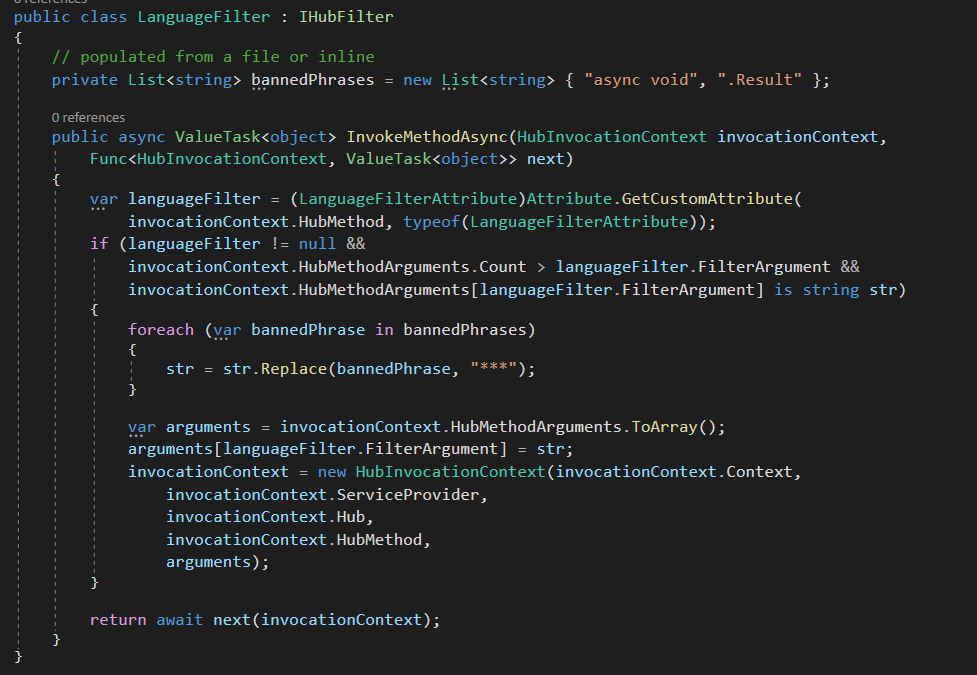 0 references
public class LanguageFilter : IHubFilter
{
// populated from a file or inline
private List<string> bannedPhrases = new List<string> { "async void", ".Result" };
0 references
public async ValueTask<object> InvokeMethodAsync(HubInvocationContext invocationContext,
Func<HubInvocationContext, ValueTask<object>> next)
{
var languageFilter = (LanguageFilterAttribute)Attribute.GetCustomAttribute(
invocationContext.HubMethod, typeof(LanguageFilterAttribute));
if (languageFilter != null &&
invocationContext.HubMethodArguments.Count > languageFilter.FilterArgument &&
invocationContext.HubMethodArguments[languageFilter.FilterArgument] is string str)
{
foreach (var bannedPhrase in bannedPhrases)
{
str = str.Replace(bannedPhrase, "***");
}
var arguments = invocationContext.HubMethodArguments.ToArray();
arguments[languageFilter.FilterArgument] = str;
invocationContext = new HubInvocationContext(invocationContext.Context,
invocationContext.ServiceProvider,
invocationContext.Hub,
invocationContext.HubMethod,
arguments);
}
return await next(invocationContext);
}
}